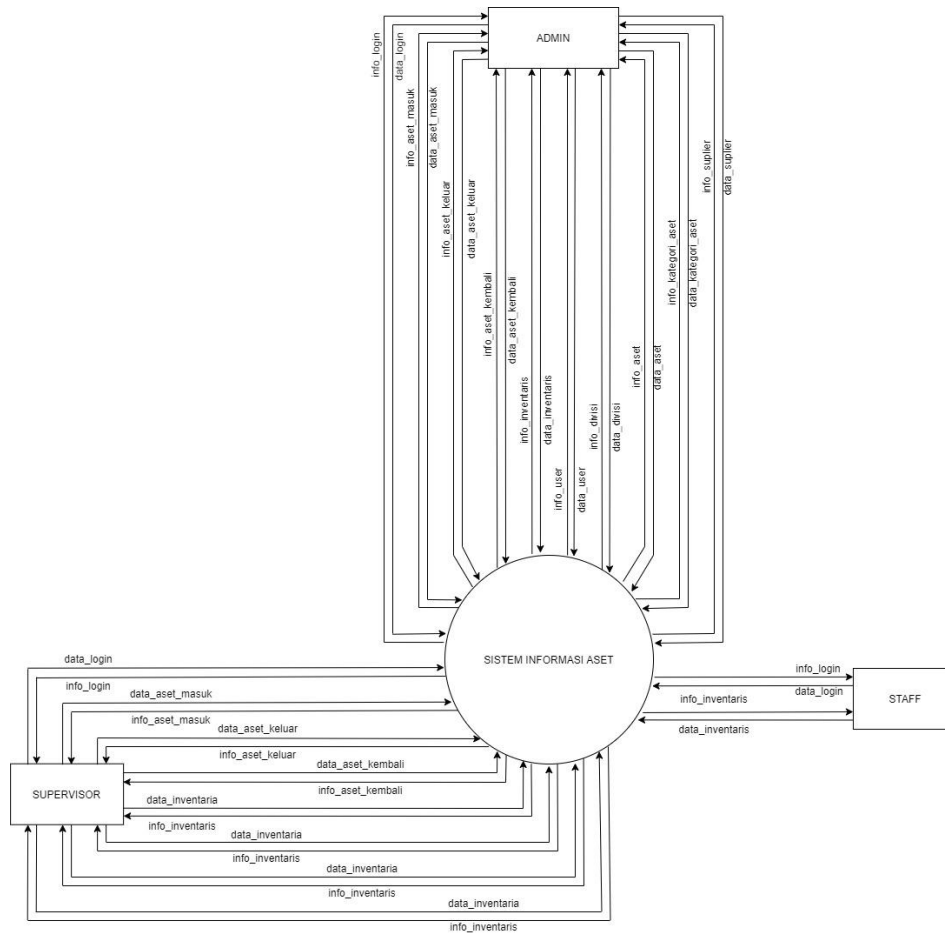 ADMIN
info_login
data_login
info_aset_masuk
data_aset_masuk
info_aset_keluar
data_aset_keluar
info_aset_kembali
data_aset_kembali
info_inventaris
data_inventaris
info_user
data_user
info_divisi
data_divisi
info_aset
data_aset
info_kategori_aset
data_kategori_aset
info_suplier
data_suplier
SISTEM INFORMASI ASET
data_login
info_login
data_aset_masuk
info_aset_masuk
data_aset_keluar
info_aset_keluar
data_aset_kembali
info_aset_kembali
SUPERVISOR
data_inventaria
info_inventaris
data_inventaria
info_inventaris
data_inventaria
info_inventaris
data_inventaria
info_inventaris
info_login
data_login
info_inventaris
data_inventaris
STAFF